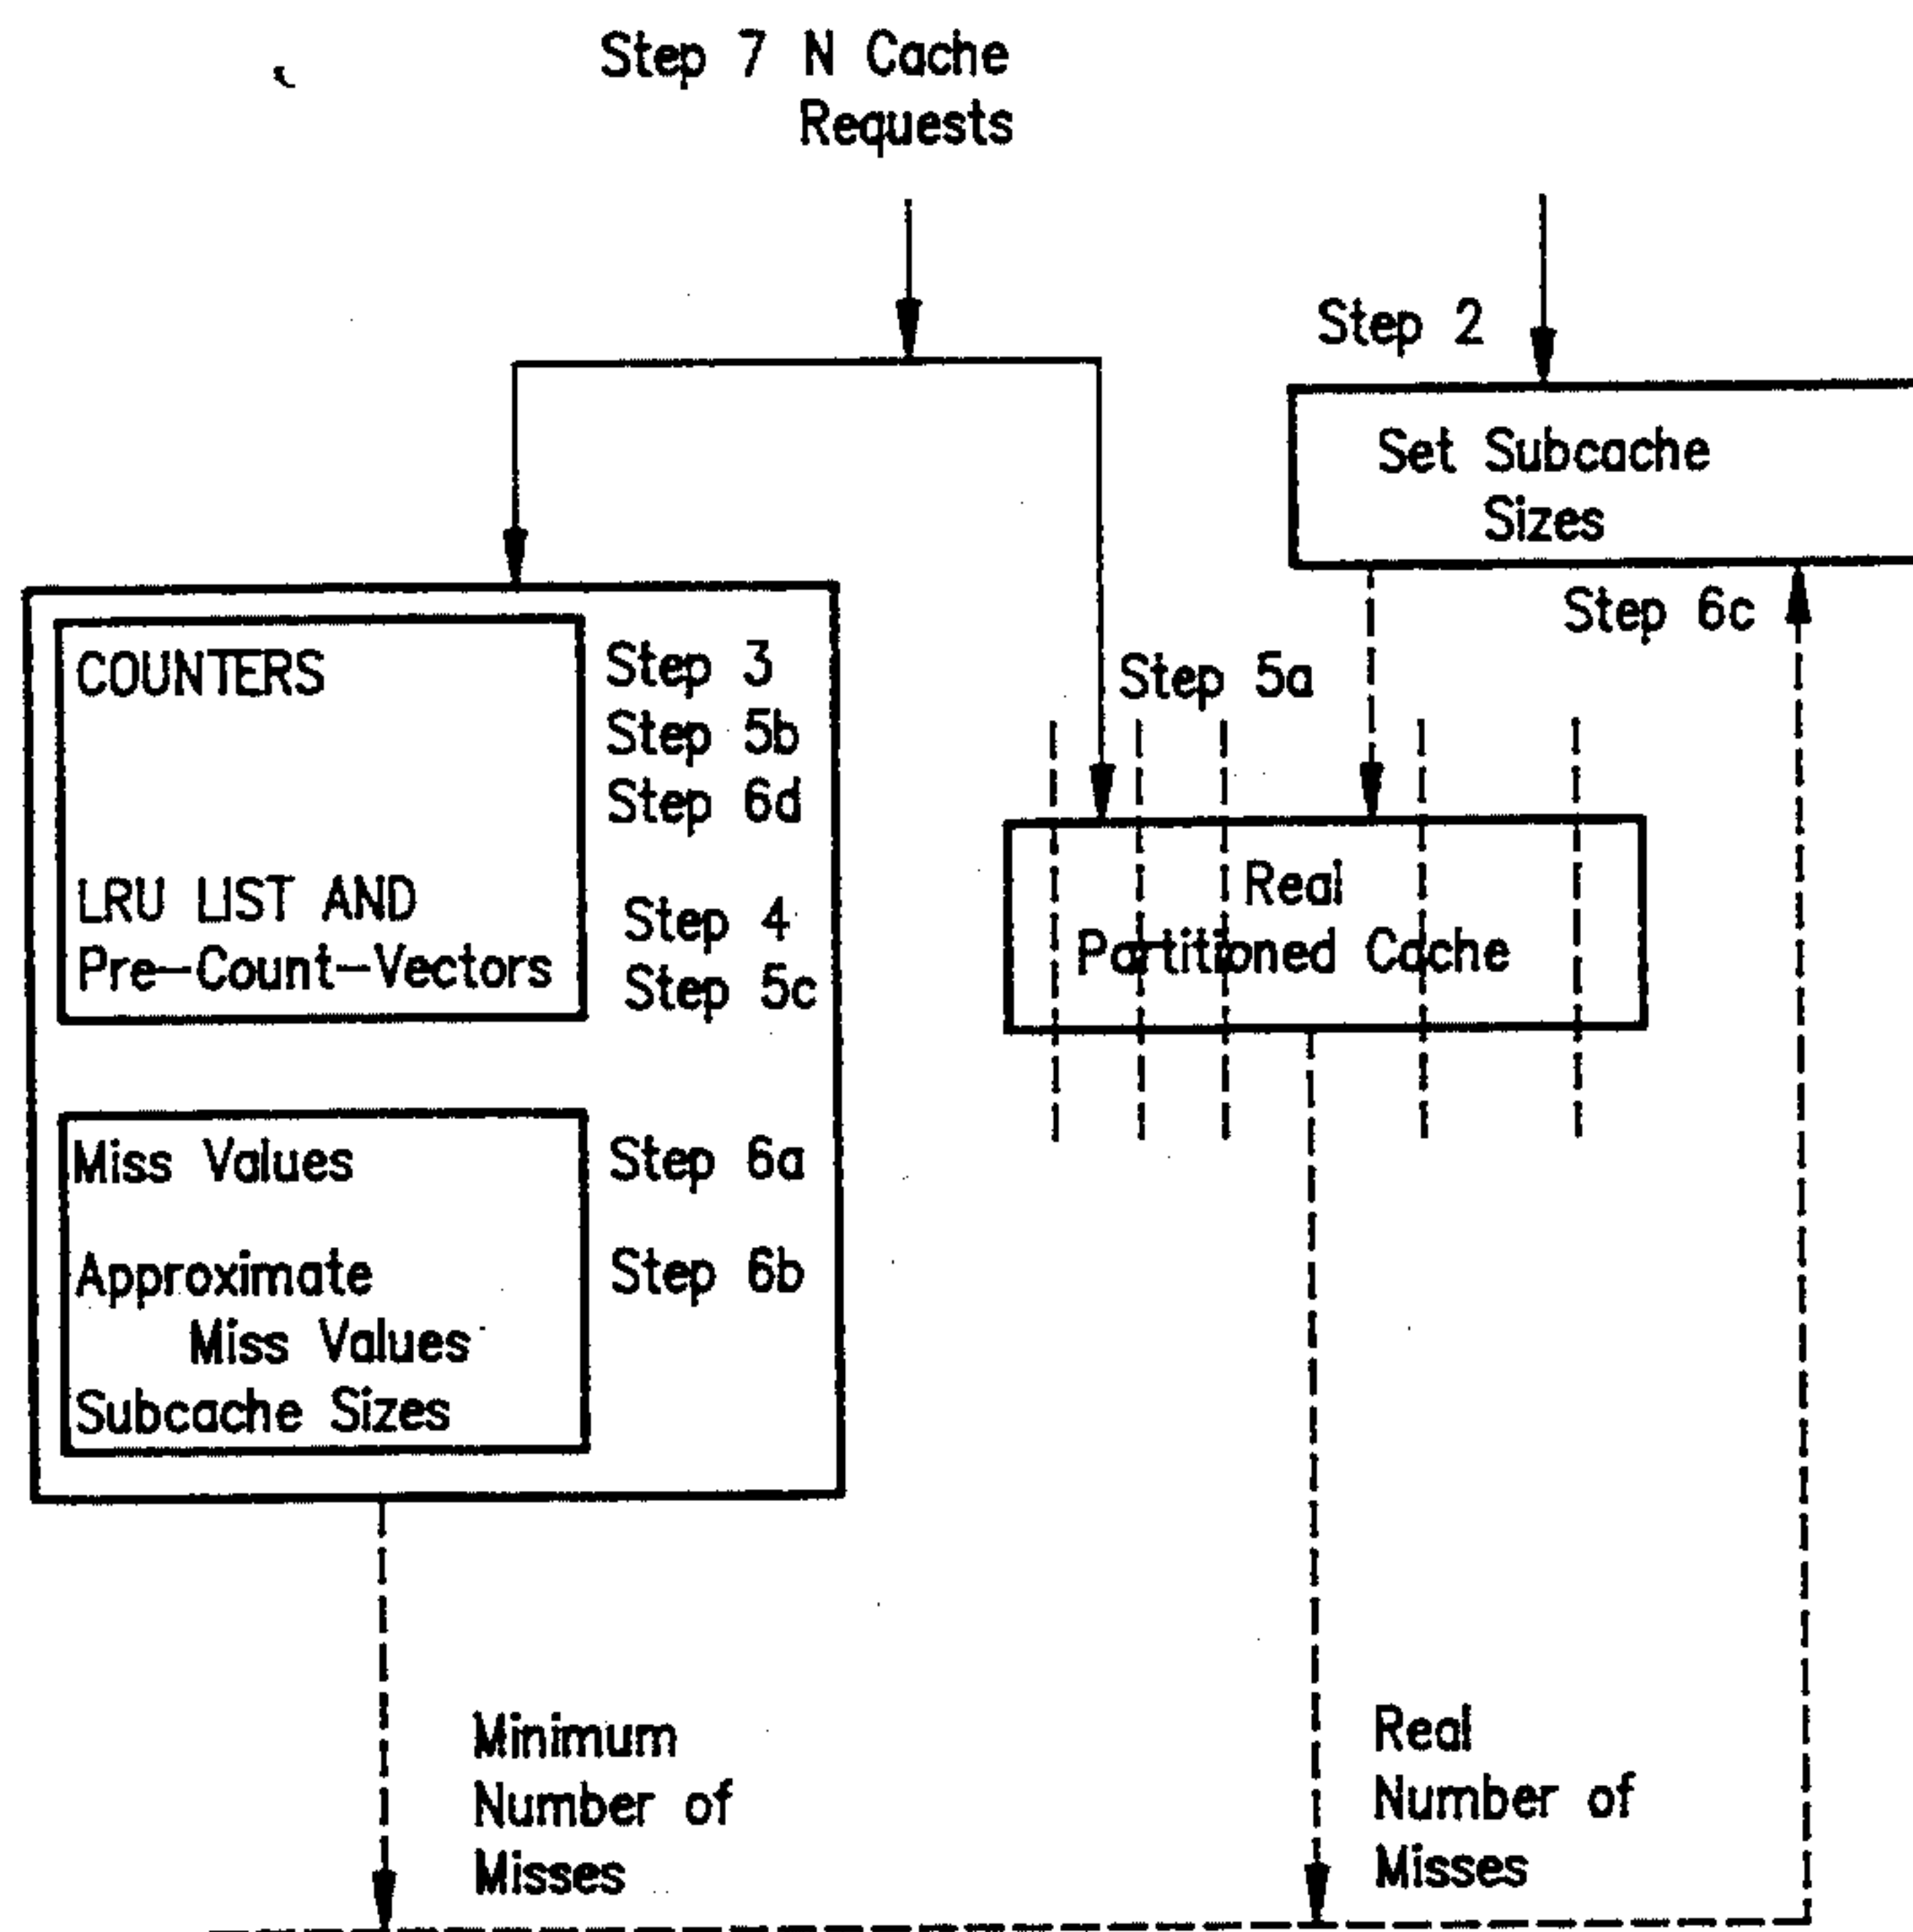 Step 7 N Cache
Requests
Step 2
Set Subcache
Sizes
Step 6c
COUNTERS
Step 3
Step 5b
Step 6d
LRU LIST AND
Pre-Count-Vectors
Step 4
Step 5c
Step 5a
Real
Partitioned Cache
Miss Values
Step 6a
Approximate
Step 6b
Miss Values
Subcache Sizes
Minimum
Number of
Misses
Real
Number of
Misses